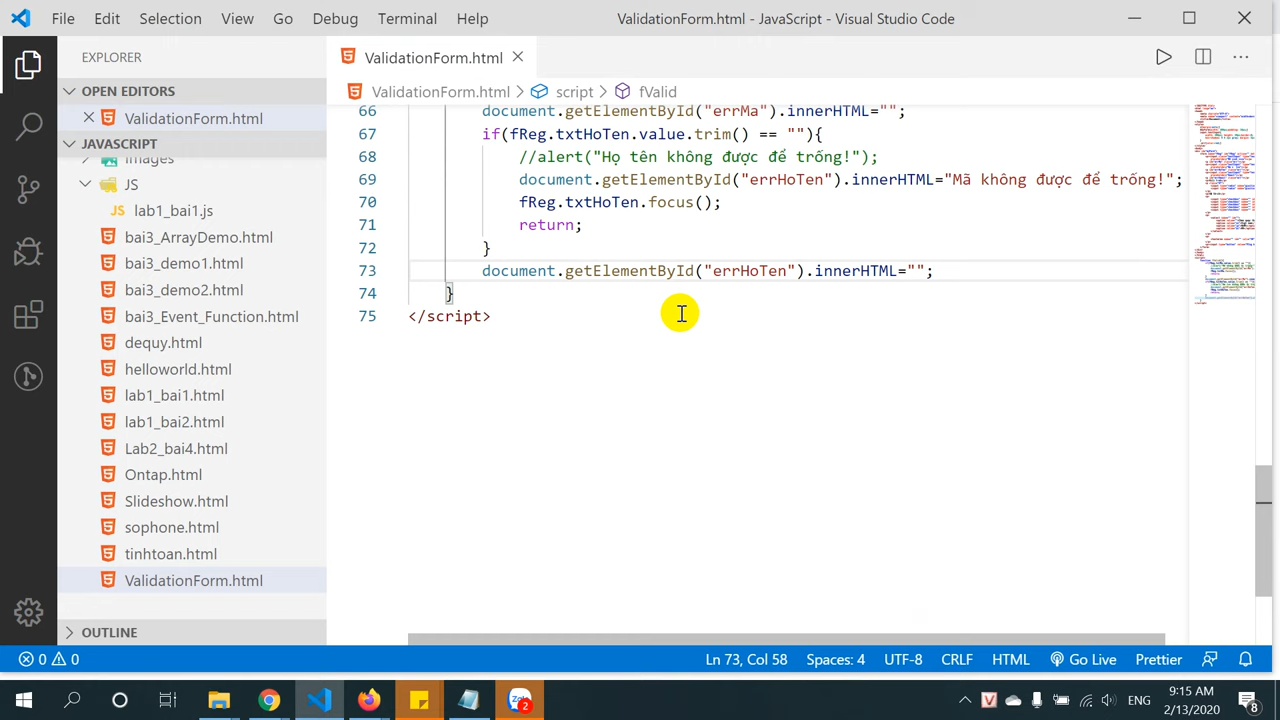 File Edit Selection View Go Debug Terminal Help ValidationForm.html - JavaScript - Visual Studio Code
EXPLORER
OPEN EDITORS
ValidationForm.html
JAVASCRIPT
images
JS
lab1_bai1.js
bai3_ArrayDemo.html
bai3_demo1.html
bai3_demo2.html
bai3_Event_Function.html
dequy.html
helloworld.html
lab1_bai1.html
lab1_bai2.html
Lab2_bai4.html
Ontap.html
Slideshow.html
sophone.html
tinhtoan.html
ValidationForm.html
OUTLINE
ValidationForm.html
ValidationForm.html > script > fValid
66 document.getElementById("errMa").innerHTML="";
67 if(fReg.txtHoTen.value.trim() == ""){
68 //alert("Họ tên không được để trống!");
69 document.getElementById("errHoTen").innerHTML="Mã không được để trống!";
70 fReg.txtHoTen.focus();
71 return;
72 }
73 document.getElementById("errHoTen").innerHTML="";
74 }
75 </script>
0 0 Ln 73, Col 58 Spaces: 4 UTF-8 CRLF HTML Go Live Prettier
Zalo 2 ENG 9:15 AM
2/13/2020 8